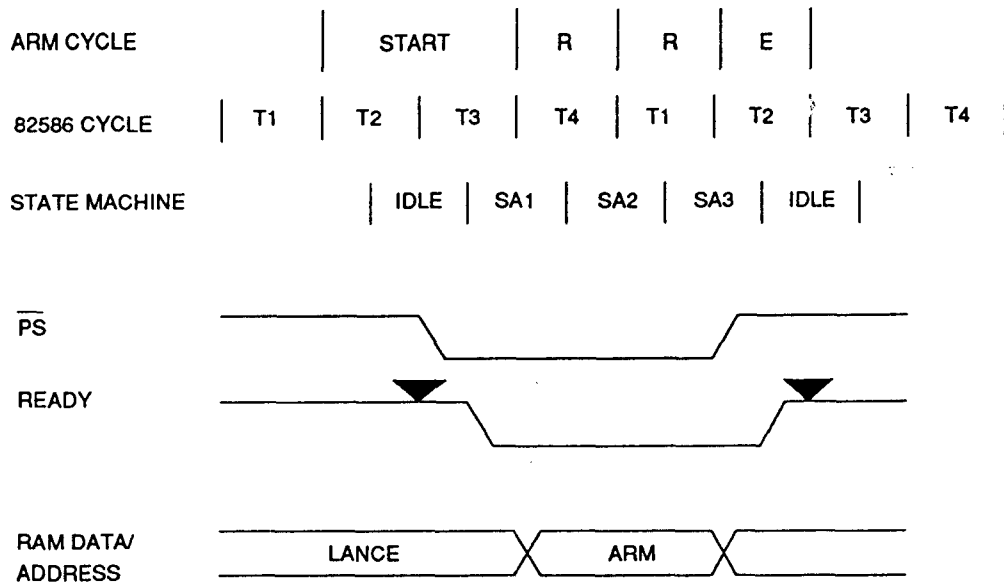 ARM CYCLE START R R E
82586 CYCLE T1 T2 T3 T4 T1 T2 T3 T4
STATE MACHINE IDLE SA1 SA2 SA3 IDLE
PS
READY
RAM DATA/
ADDRESS LANCE ARM